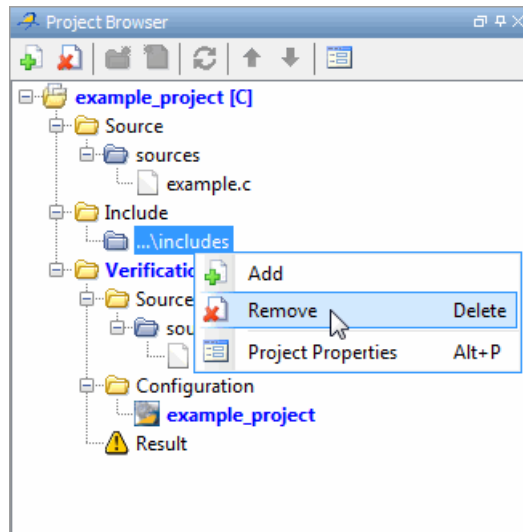 Project Browser
example_project [C]
Source
sources
example.c
Include
...\includes
Verificatio
Add
Source
Remove Delete
sou
Project Properties Alt+P
Configuration
example_project
Result